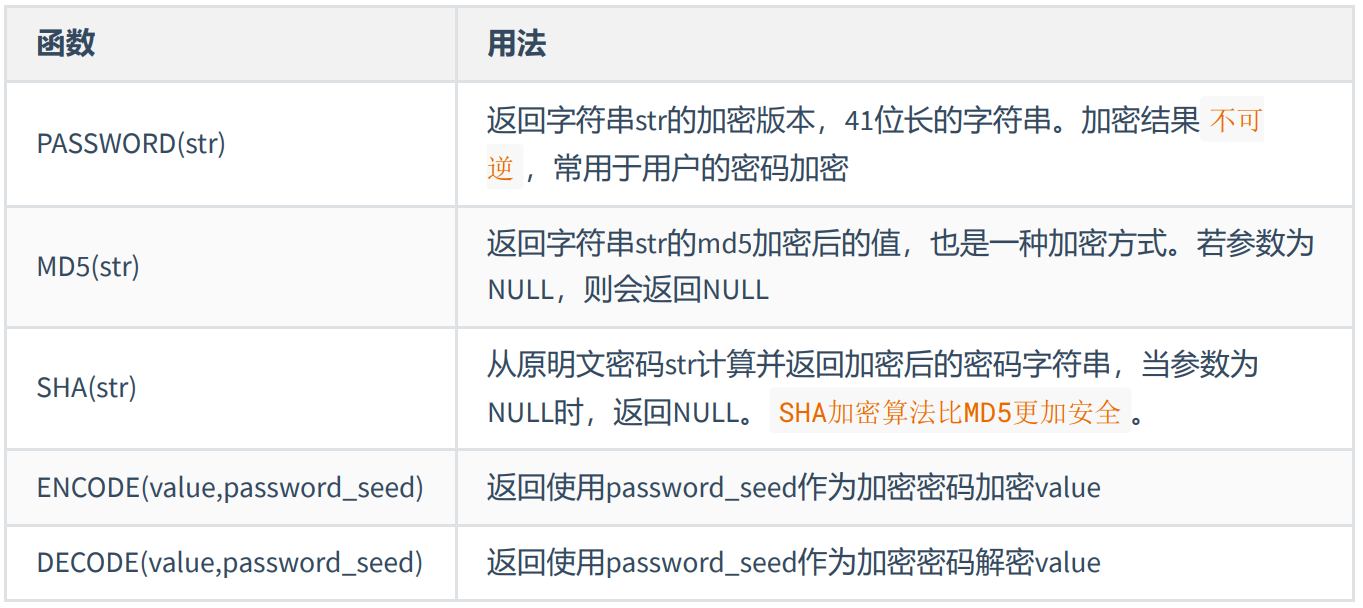 函数 用法
PASSWORD(str) 返回字符串str的加密版本，41位长的字符串。加密结果 不可
逆 ，常用于用户的密码加密
MD5(str) 返回字符串str的md5加密后的值，也是一种加密方式。若参数为
NULL，则会返回NULL
SHA(str) 从原明文密码str计算并返回加密后的密码字符串，当参数为
NULL时，返回NULL。 SHA加密算法比MD5更加安全 。
ENCODE(value,password_seed) 返回使用password_seed作为加密密码加密value
DECODE(value,password_seed) 返回使用password_seed作为加密密码解密value